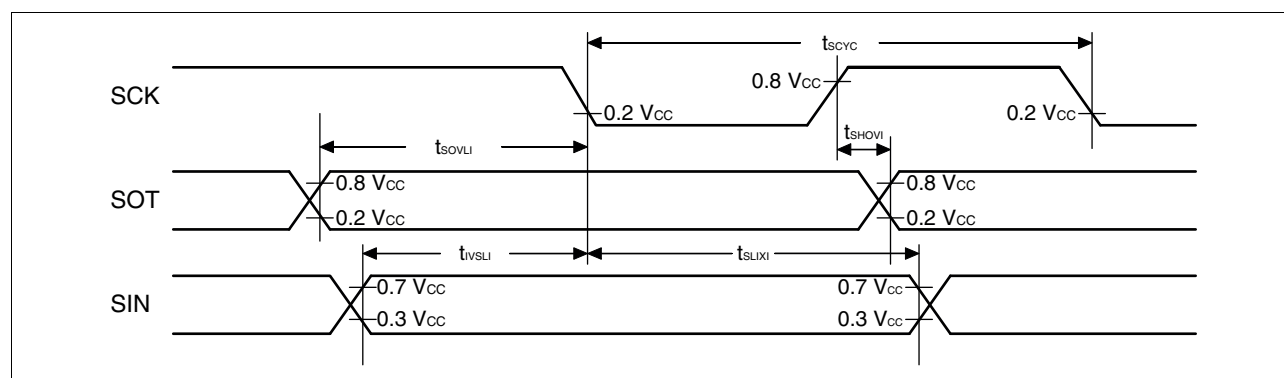 tSCYC
SCK
0.8 VCC
0.2 VCC
0.2 VCC
tSHOVI
tSOVLI
SOT
0.8 VCC
0.2 VCC
0.8 VCC
0.2 VCC
tIVSLI
tSLIXI
SIN
0.7 VCC
0.3 VCC
0.7 VCC
0.3 VCC